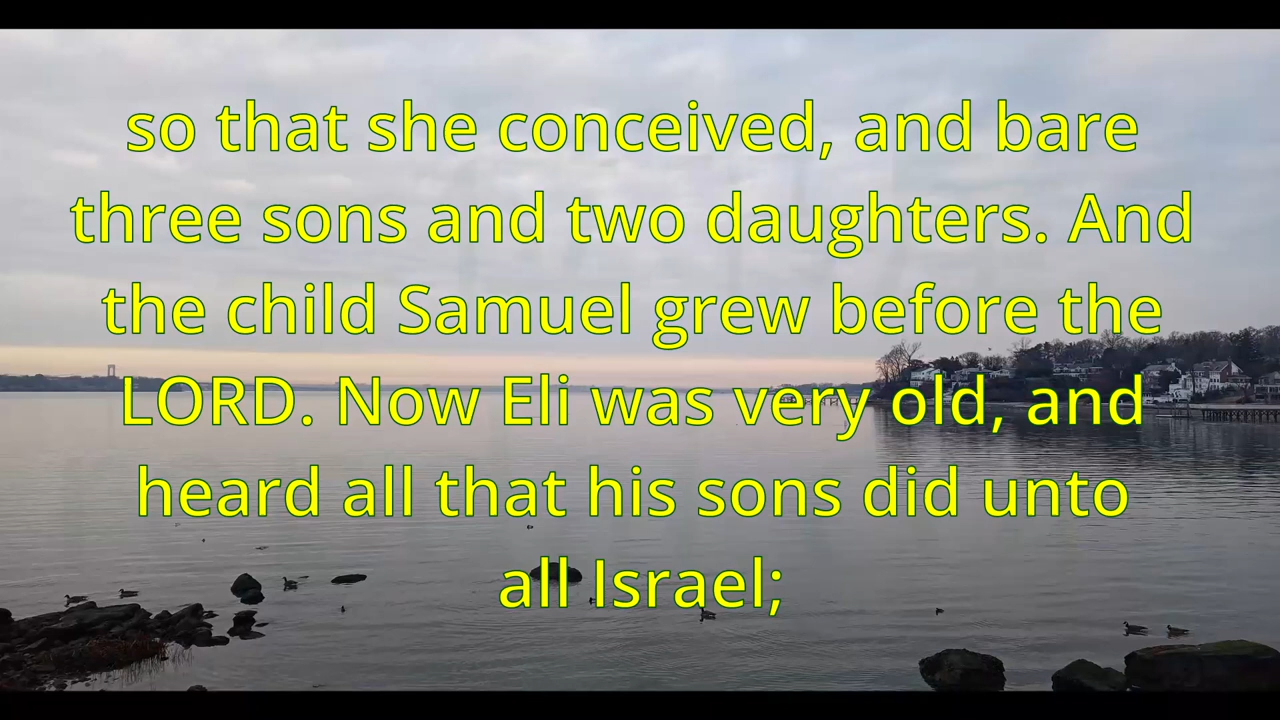 so that she conceived, and bare
three sons and two daughters. And
the child Samuel grew before the
LORD. Now Eli was very old, and
heard all that his sons did unto
all Israel;